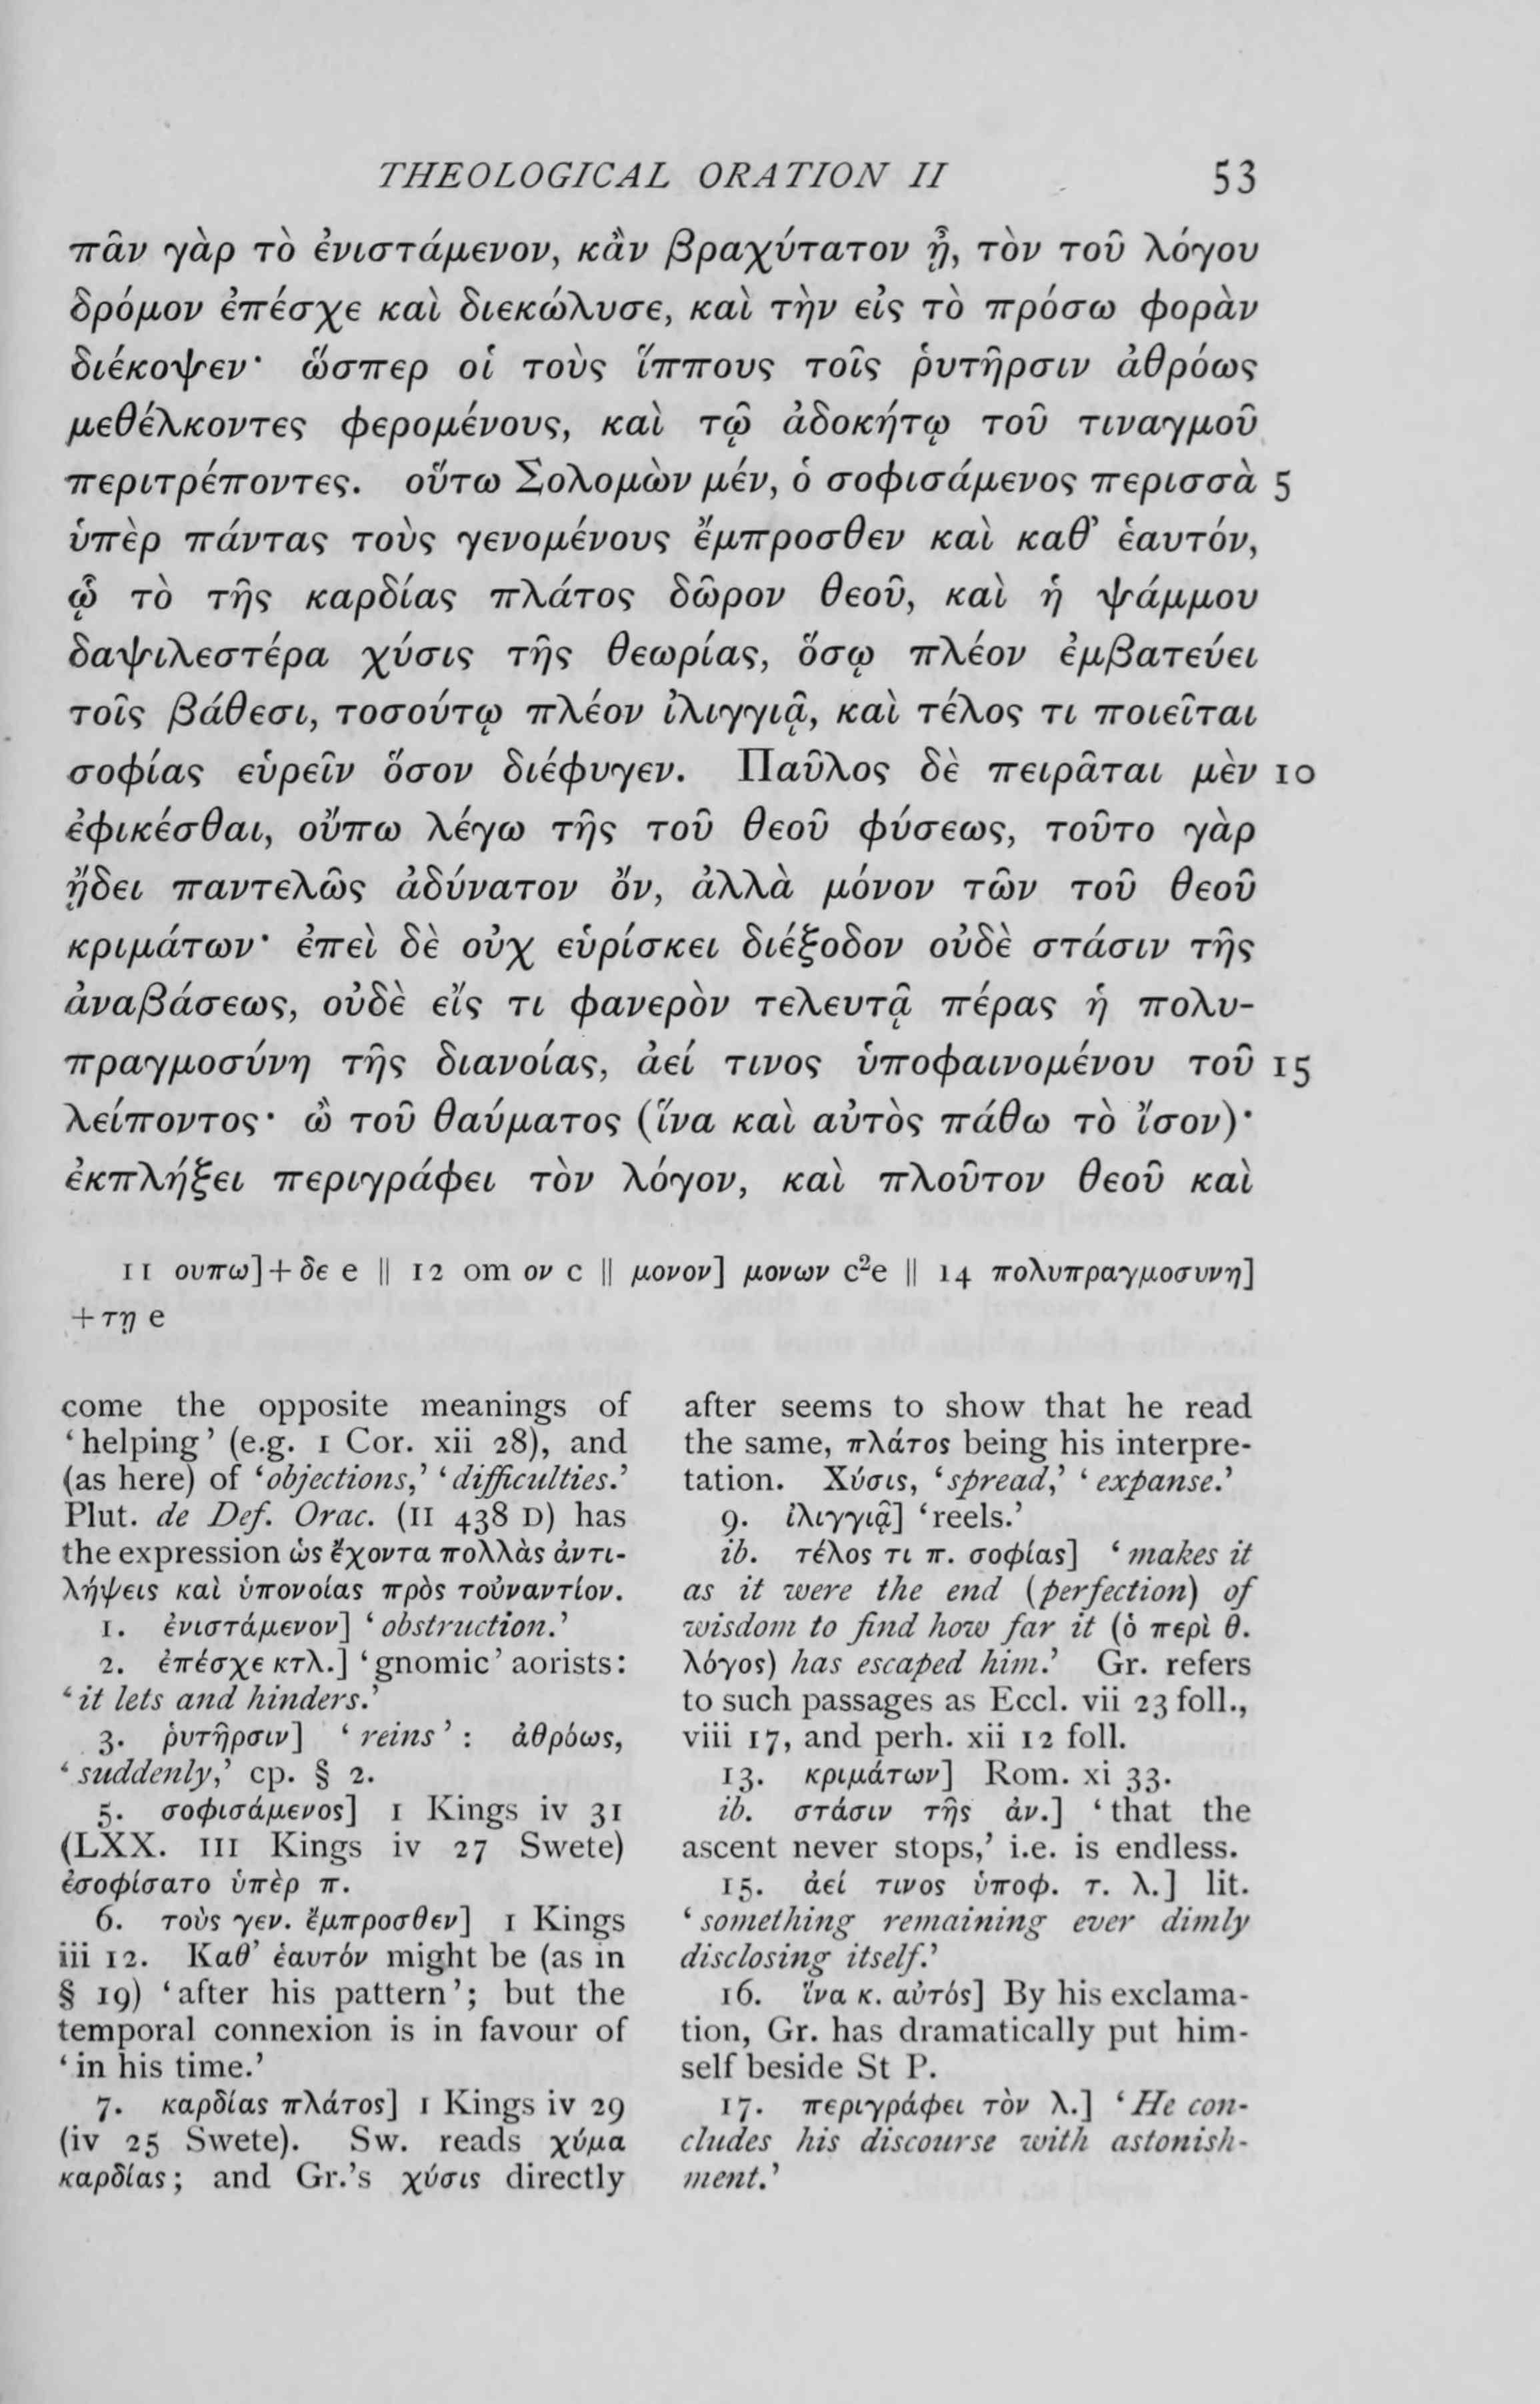 THEOLOGICAL ORATION II 53
πᾶν γὰρ τὸ ἐνιστάμενον, κἂν βραχύτατον ᾖ, τὸν τοῦ λόγου
δρόμον ἐπέσχε καὶ διεκώλυσε, καὶ τὴν εἰς τὸ πρόσω φορὰν
διέκοψεν· ὥσπερ οἱ τοὺς ἵππους τοῖς ῥυτῆρσιν ἀθρόως
μεθέλκοντες φερομένους, καὶ τῷ ἀδοκήτῳ τοῦ τιναγμοῦ
περιτρέποντες. οὕτω Σολομὼν μέν, ὁ σοφισάμενος περισσὰ 5
ὑπὲρ πάντας τοὺς γενομένους ἔμπροσθεν καὶ καθ᾽ ἑαυτόν,
ᾧ τὸ τῆς καρδίας πλάτος δῶρον θεοῦ, καὶ ἡ ψάμμου
δαψιλεστέρα χύσις τῆς θεωρίας, ὅσῳ πλέον ἐμβατεύει
τοῖς βάθεσι, τοσούτῳ πλέον ἰλιγγιᾷ, καὶ τέλος τι ποιεῖται
σοφίας εὑρεῖν ὅσον διέφυγεν. Παῦλος δὲ πειρᾶται μὲν 10
ἐφικέσθαι, οὔπω λέγω τῆς τοῦ θεοῦ φύσεως, τοῦτο γὰρ
ᾔδει παντελῶς ἀδύνατον ὄν, ἀλλὰ μόνον τῶν τοῦ θεοῦ
κριμάτων· ἐπεὶ δὲ οὐχ εὑρίσκει διέξοδον οὐδὲ στάσιν τῆς
ἀναβάσεως, οὐδὲ εἴς τι φανερὸν τελευτᾷ πέρας ἡ πολυ-
πραγμοσύνη τῆς διανοίας, ἀεί τινος ὑποφαινομένου τοῦ 15
λείποντος· ὢ τοῦ θαύματος (ἵνα καὶ αὐτὸς πάθω τὸ ἴσον)·
ἐκπλήξει περιγράφει τὸν λόγον, καὶ πλοῦτον θεοῦ καὶ
11 ουπω]+δε e || 12 om ον c || μονον] μονων c²e || 14 πολυπραγμοσυνη]
+τη e
come the opposite meanings of
‘helping’ (e.g. 1 Cor. xii 28), and
(as here) of ‘objections,’ ‘difficulties.’
Plut. de Def. Orac. (II 438 D) has
the expression ὡς ἔχοντα πολλὰς ἀντι-
λήψεις καὶ ὑπονοίας πρὸς τοὐναντίον.
1. ἐνιστάμενον] ‘obstruction.’
2. ἐπέσχε κτλ.] ‘gnomic’ aorists:
‘it lets and hinders.’
3. ῥυτῆρσιν] ‘reins’: ἀθρόως,
‘suddenly,’ cp. § 2.
5. σοφισάμενος] 1 Kings iv 31
(LXX. III Kings iv 27 Swete)
ἐσοφίσατο ὑπὲρ π.
6. τοὺς γεν. ἔμπροσθεν] 1 Kings
iii 12. Καθ᾽ ἑαυτόν might be (as in
§ 19) ‘after his pattern’; but the
temporal connexion is in favour of
‘in his time.’
7. καρδίας πλάτος] 1 Kings iv 29
(iv 25 Swete). Sw. reads χύμα
καρδίας; and Gr.'s χύσις directly
after seems to show that he read
the same, πλάτος being his interpre-
tation. Χύσις, ‘spread,’ ‘expanse.’
9. ἰλιγγιᾷ] ‘reels.’
ib. τέλος τι π. σοφίας] ‘makes it
as it were the end (perfection) of
wisdom to find how far it (ὁ περὶ θ.
λόγος) has escaped him.’ Gr. refers
to such passages as Eccl. vii 23 foll.,
viii 17, and perh. xii 12 foll.
13. κριμάτων] Rom. xi 33.
ib. στάσιν τῆς ἀν.] ‘that the
ascent never stops,’ i.e. is endless.
15. ἀεί τινος ὑποφ. τ. λ.] lit.
‘something remaining ever dimly
disclosing itself.’
16. ἵνα κ. αὐτός] By his exclama-
tion, Gr. has dramatically put him-
self beside St P.
17. περιγράφει τὸν λ.] ‘He con-
cludes his discourse with astonish-
ment.’